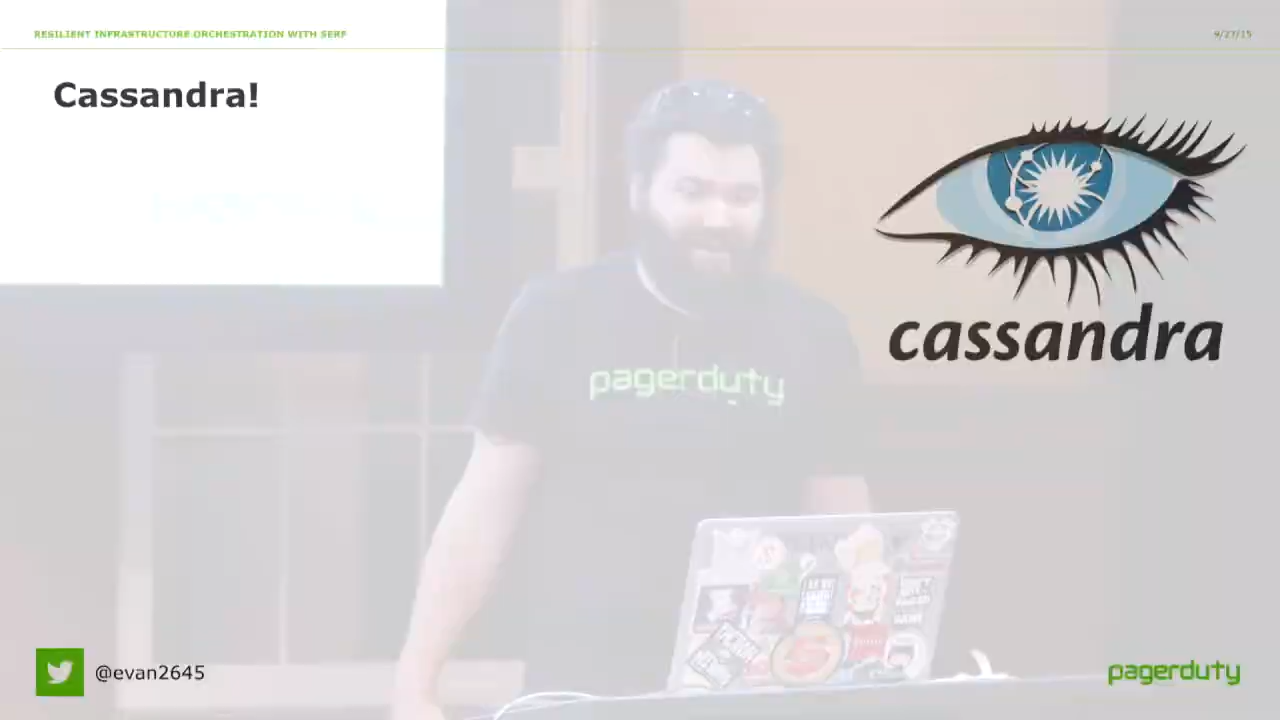 RESILIENT INFRASTRUCTURE ORCHESTRATION WITH SERF
9/27/15
Cassandra!
cassandra
pagerduty
@evan2645
pagerduty